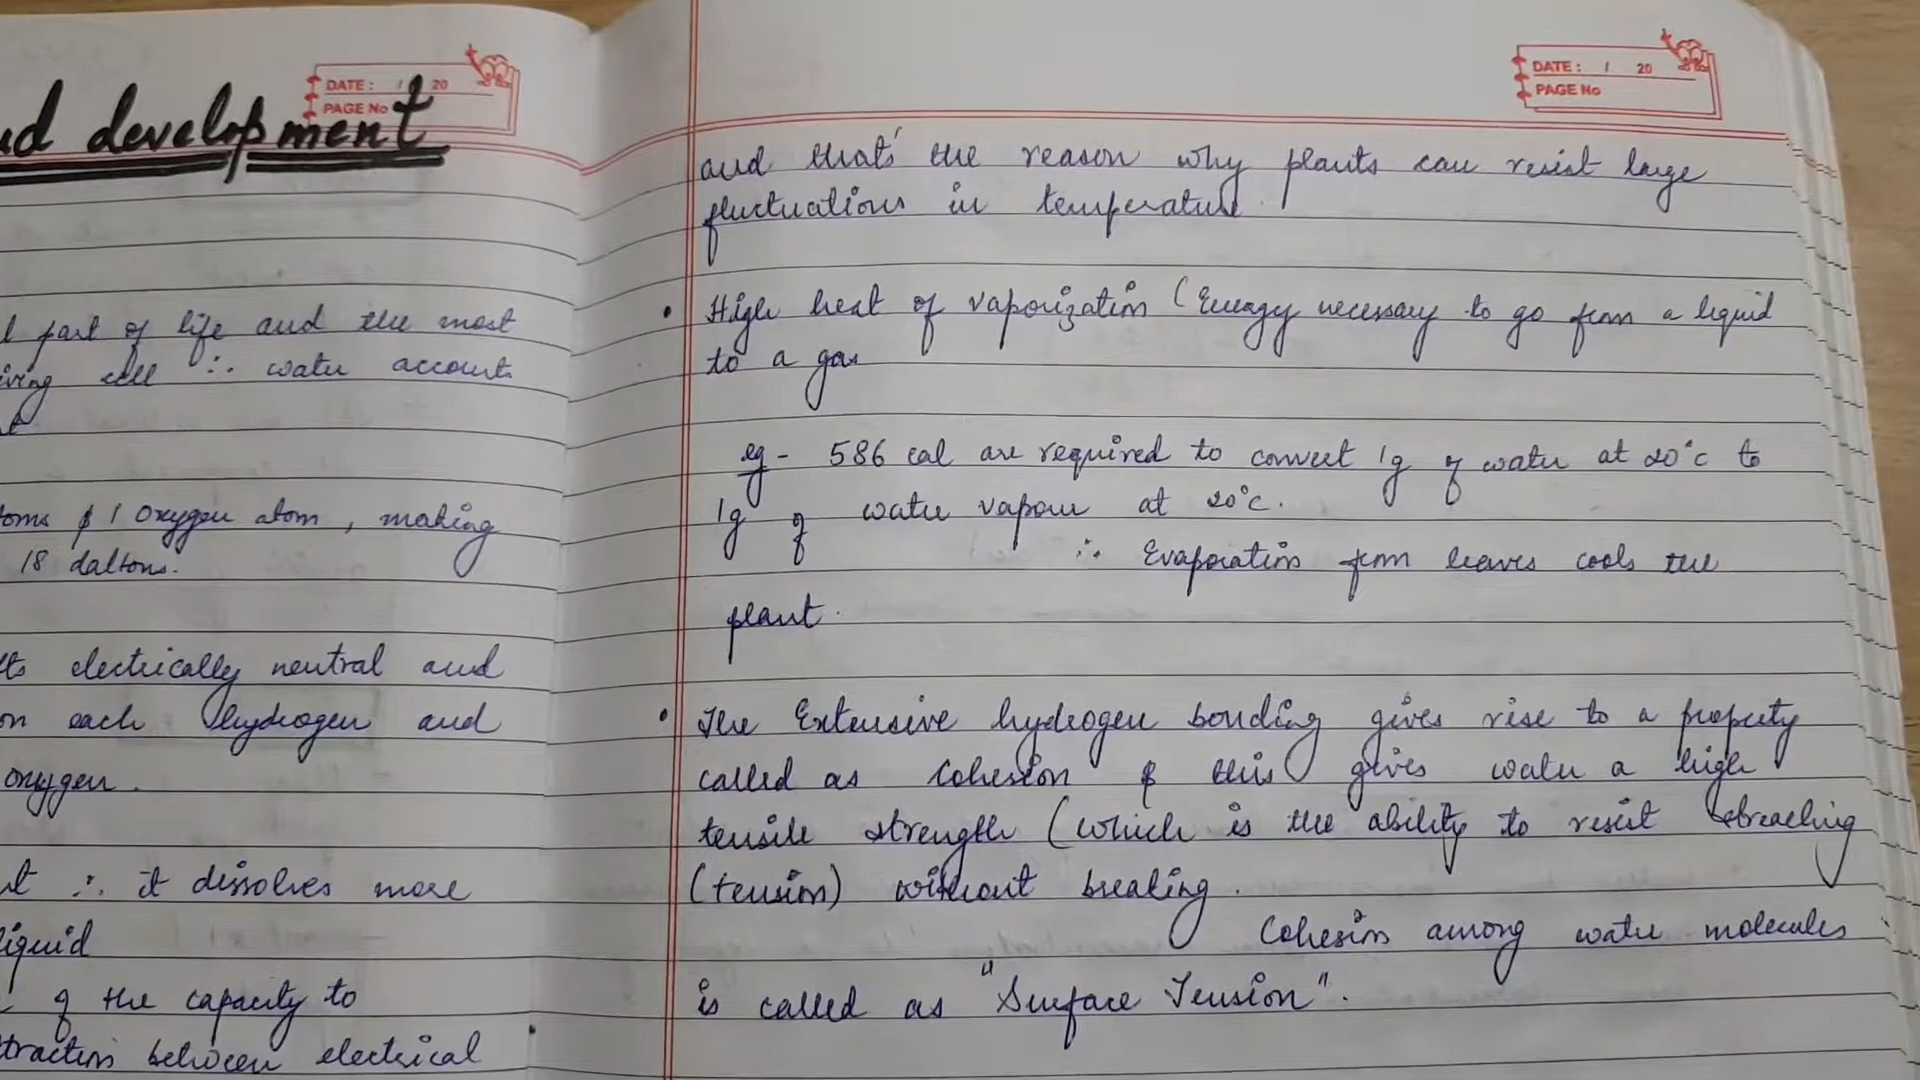 DATE: / 20
PAGE No
ud development
l part of life and the most
iving cell ∴ water account
toms & 1 Oxygen atom, making
18 daltons.
its electrically neutral and
on each hydrogen and
oxygen.
nt ∴ it dissolves more
liquid
of the capacity to
ttraction between electrical
DATE: / 20
PAGE No
and that's the reason why plants can resist large
fluctuations in temperature.
• High heat of vaporization (Energy necessary to go from a liquid
to a gas
eg - 586 cal are required to convert 1g of water at 20°c to
1g of water vapour at 20°c.
∴ Evaporation from leaves cools the
plant.
• The Extensive hydrogen bonding gives rise to a property
called as Cohesion & this gives water a high
tensile strength (which is the ability to resist
(tension) without breaking.
Cohesion among water molecules
is called as "Surface Tension".